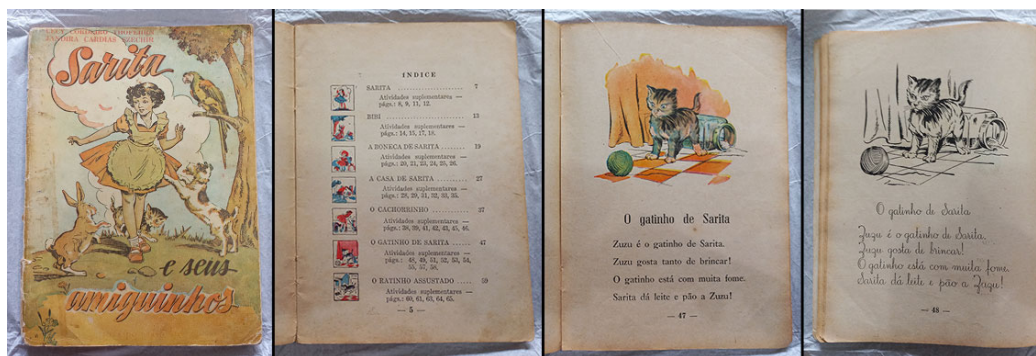 Sarita
e seus
amiguinhos
ÍNDICE
SARITA .......... 7
Atividades suplementares —
págs.: 8, 9, 11, 12.
BIBI .......... 13
Atividades suplementares —
págs.: 14, 15, 17, 18.
A BONECA DE SARITA .......... 19
Atividades suplementares —
págs.: 20, 21, 23, 24, 25, 26.
A CASA DE SARITA .......... 27
Atividades suplementares —
págs.: 28, 29, 31, 32, 33, 35.
O CACHORRINHO .......... 37
Atividades suplementares —
págs.: 38, 39, 41, 42, 43, 45, 46.
O GATINHO DE SARITA ...... 47
Atividades suplementares —
págs.: 48, 49, 51, 52, 53, 54,
55, 57, 58.
O RATINHO ASSUSTADO .... 59
Atividades suplementares —
págs.: 60, 61, 63, 64, 65.
— 5 —
O gatinho de Sarita
Zuzu é o gatinho de Sarita.
Zuzu gosta tanto de brincar!
O gatinho está com muita fome.
Sarita dá leite e pão a Zuzu!
— 47 —
O gatinho de Sarita
Zuzu é o gatinho de Sarita.
Zuzu gosta de brincar!
O gatinho está com muita fome.
Sarita dá leite e pão a Zuzu!
— 48 —